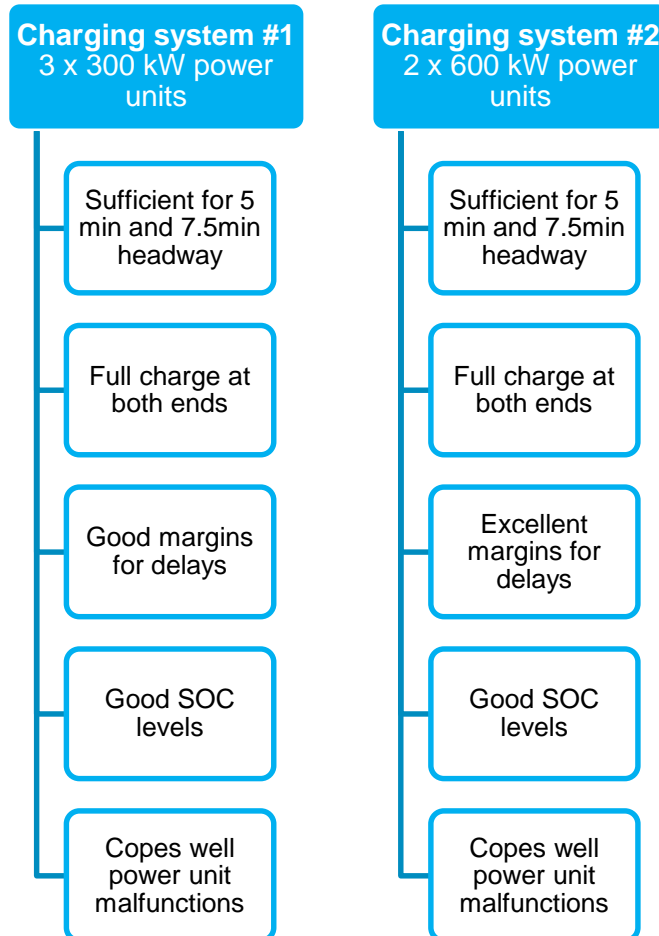 Charging system #1
3 x 300 kW power
units
Sufficient for 5
min and 7.5min
headway
Full charge at
both ends
Good margins
for delays
Good SOC
levels
Copes well
power unit
malfunctions
Charging system #2
2 x 600 kW power
units
Sufficient for 5
min and 7.5min
headway
Full charge at
both ends
Excellent
margins for
delays
Good SOC
levels
Copes well
power unit
malfunctions